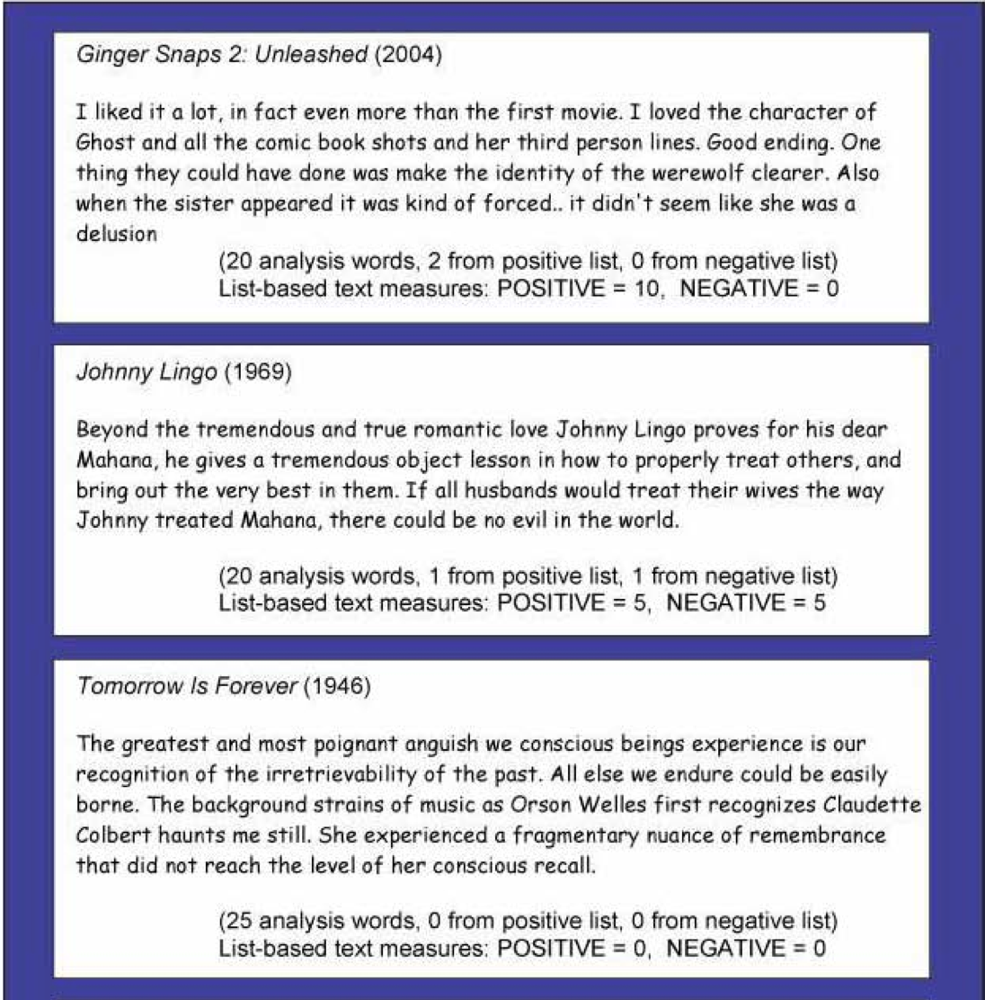 Ginger Snaps 2: Unleashed (2004)
I liked it a lot, in fact even more than the first movie. I loved the character of
Ghost and all the comic book shots and her third person lines. Good ending. One
thing they could have done was make the identity of the werewolf clearer. Also
when the sister appeared it was kind of forced.. it didn't seem like she was a
delusion
(20 analysis words, 2 from positive list, 0 from negative list)
List-based text measures: POSITIVE = 10, NEGATIVE = 0
Johnny Lingo (1969)
Beyond the tremendous and true romantic love Johnny Lingo proves for his dear
Mahana, he gives a tremendous object lesson in how to properly treat others, and
bring out the very best in them. If all husbands would treat their wives the way
Johnny treated Mahana, there could be no evil in the world.
(20 analysis words, 1 from positive list, 1 from negative list)
List-based text measures: POSITIVE = 5, NEGATIVE = 5
Tomorrow Is Forever (1946)
The greatest and most poignant anguish we conscious beings experience is our
recognition of the irretrievability of the past. All else we endure could be easily
borne. The background strains of music as Orson Welles first recognizes Claudette
Colbert haunts me still. She experienced a fragmentary nuance of remembrance
that did not reach the level of her conscious recall.
(25 analysis words, 0 from positive list, 0 from negative list)
List-based text measures: POSITIVE = 0, NEGATIVE = 0